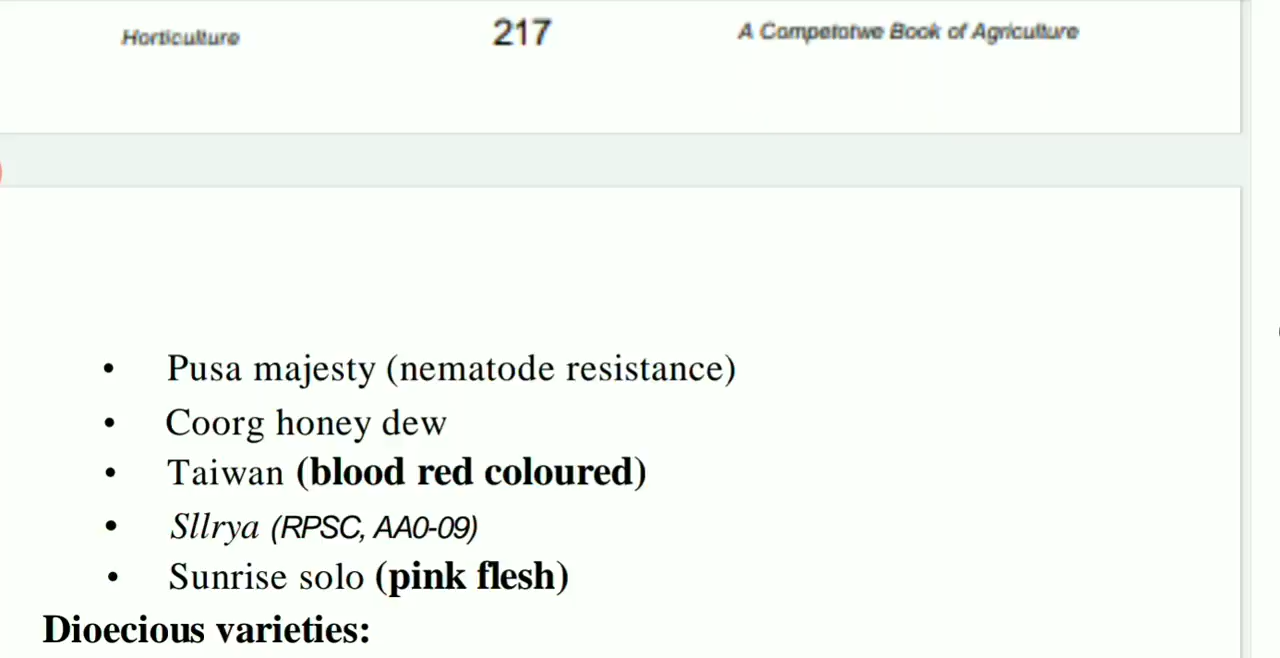 Horticulture 217 A Competotwe Book of Agriculture
• Pusa majesty (nematode resistance)
• Coorg honey dew
• Taiwan (blood red coloured)
• Sllrya (RPSC, AA0-09)
• Sunrise solo (pink flesh)
Dioecious varieties: